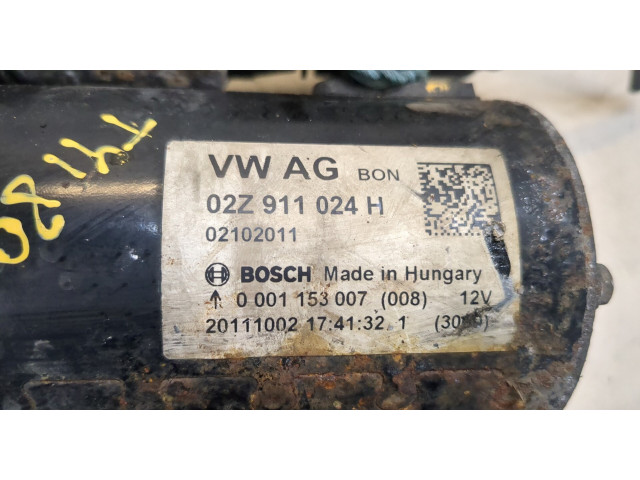 VW AG BON
02Z 911 024 H
02102011
BOSCH Made in Hungary
0 001 153 007 (008) 12V
20111002 17:41:32 1